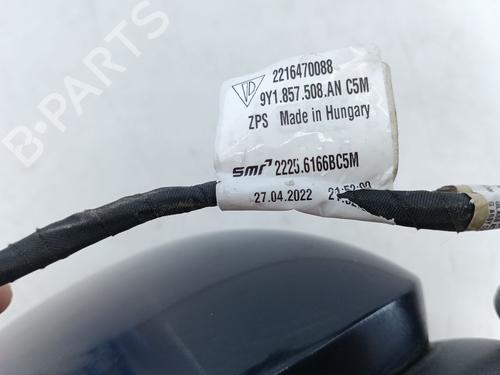 2216470088
9Y1.857.508.AN C5M
ZPS Made in Hungary
smr 2225.6166BC5M
27.04.2022
B-PARTS